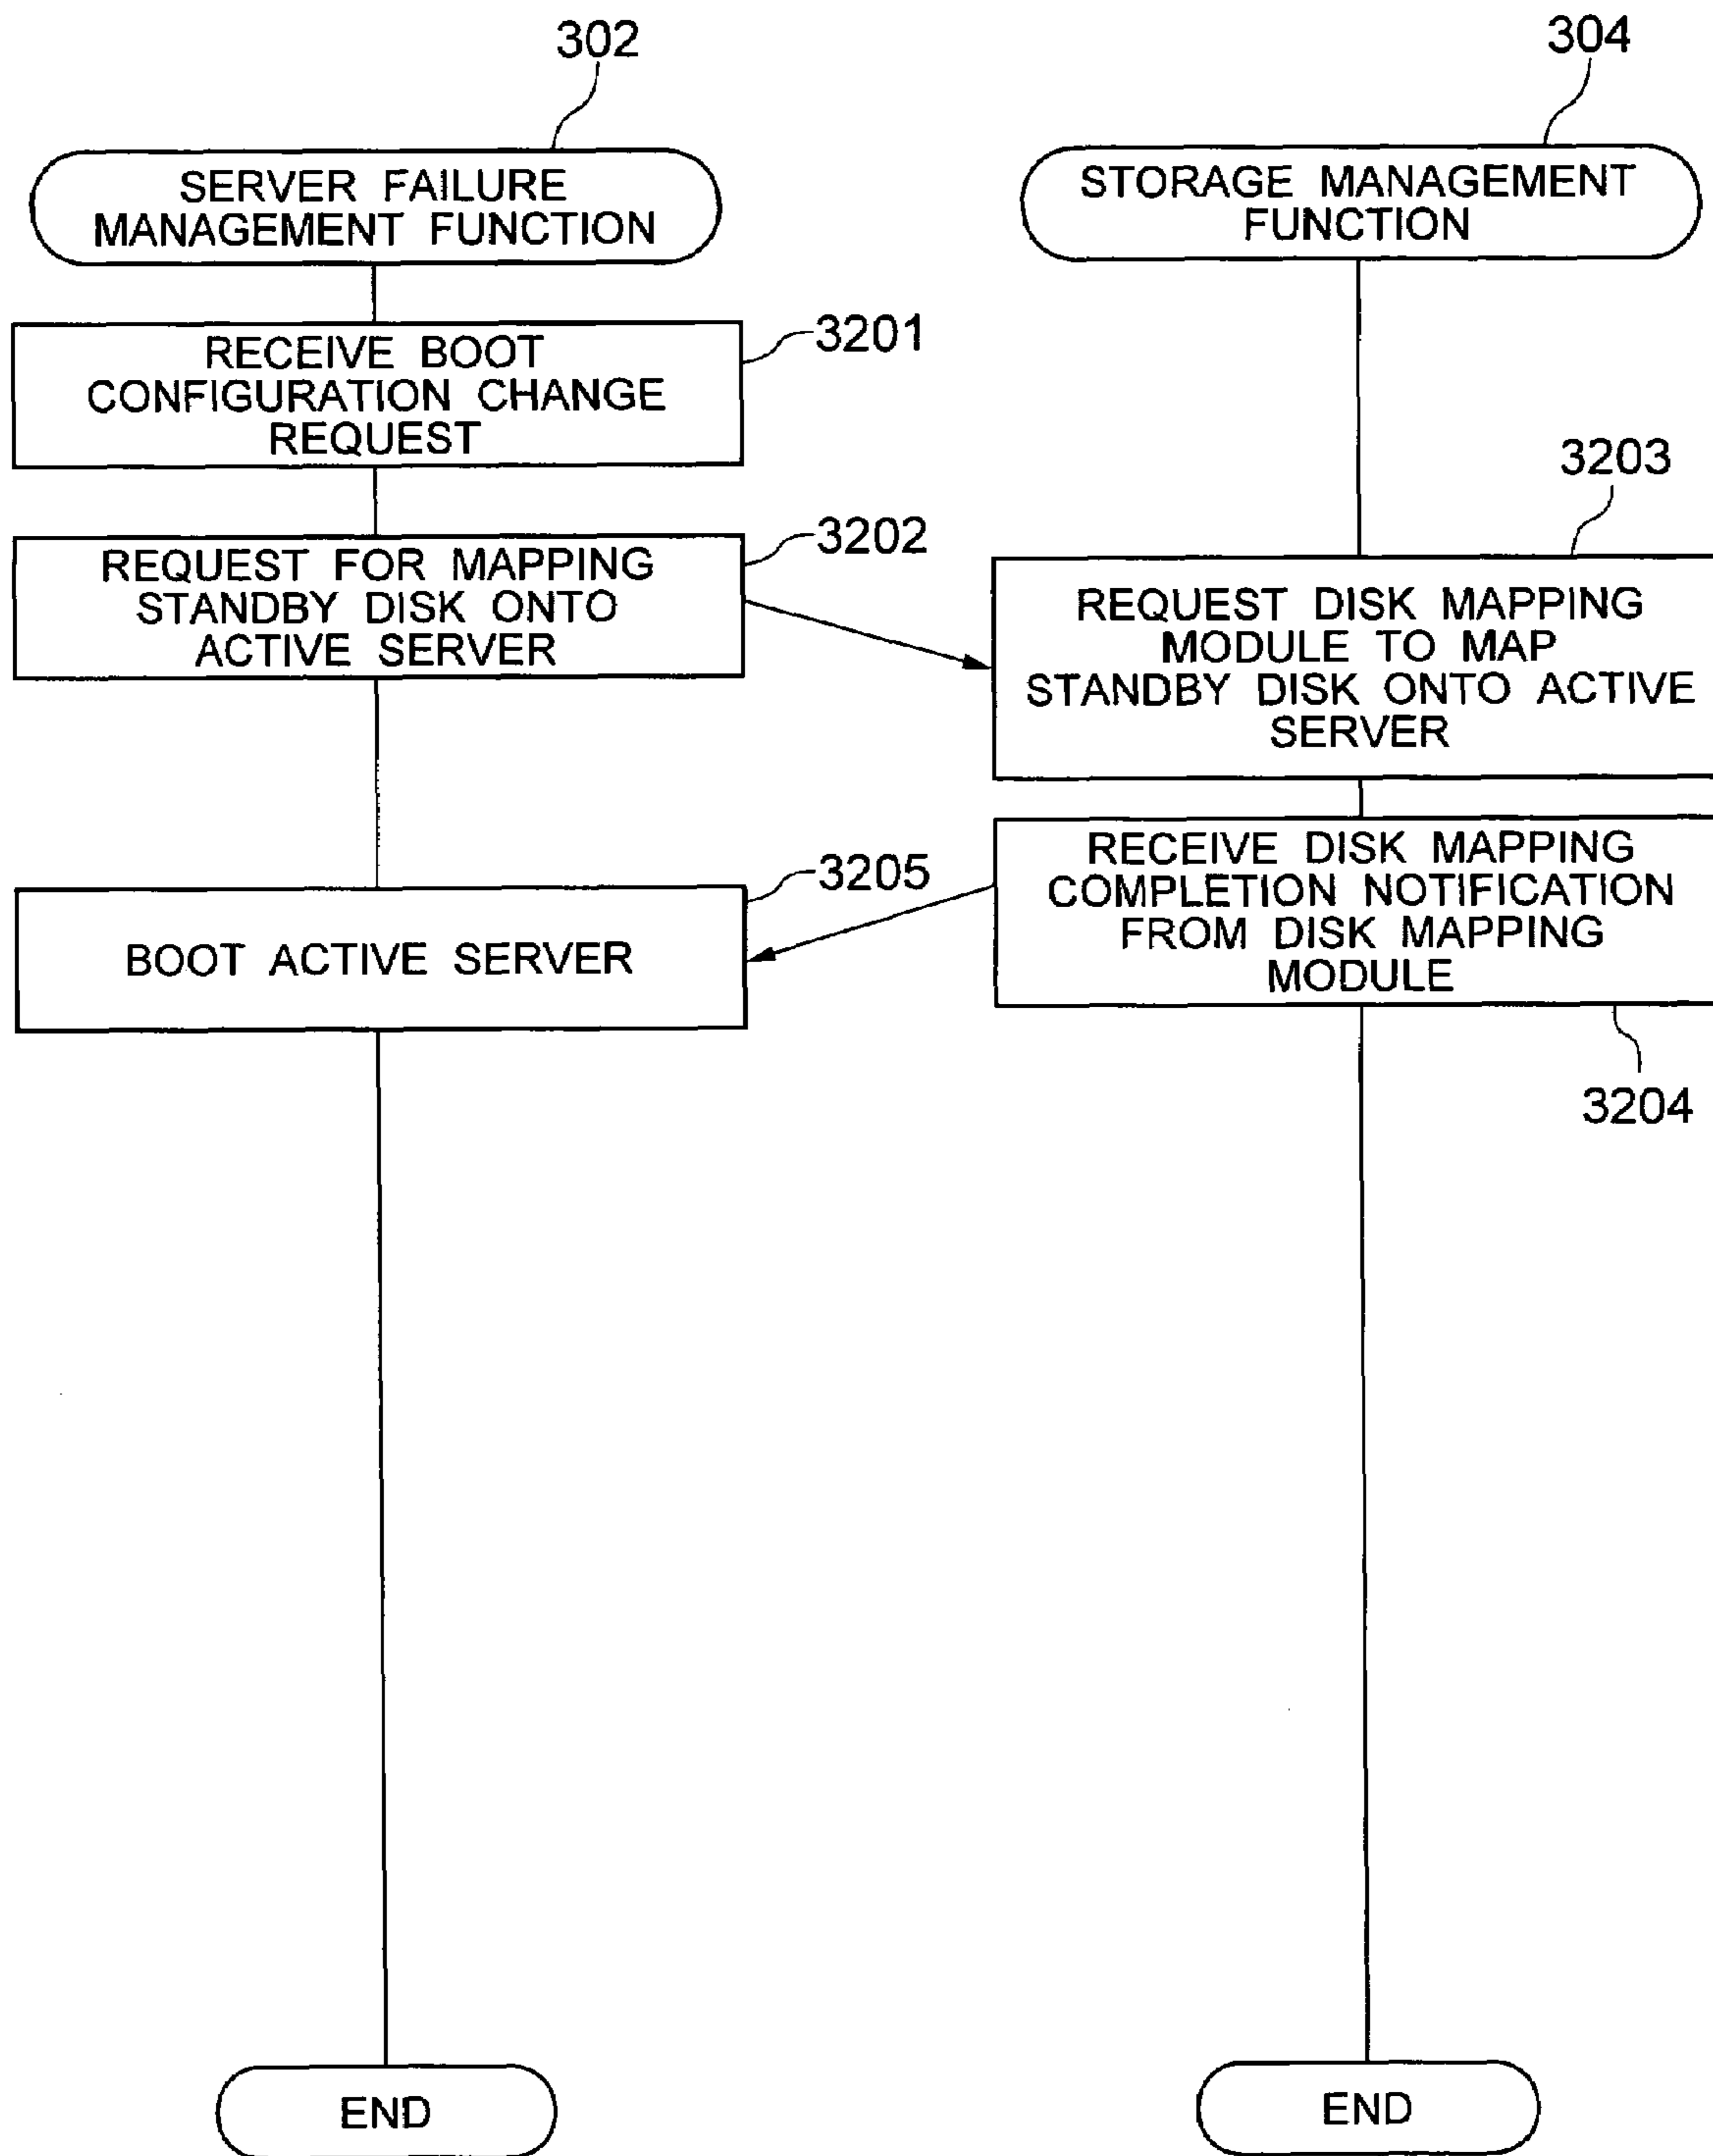 302
SERVER FAILURE
MANAGEMENT FUNCTION
3201
RECEIVE BOOT
CONFIGURATION CHANGE
REQUEST
3202
REQUEST FOR MAPPING
STANDBY DISK ONTO
ACTIVE SERVER
3205
BOOT ACTIVE SERVER
END
304
STORAGE MANAGEMENT
FUNCTION
3203
REQUEST DISK MAPPING
MODULE TO MAP
STANDBY DISK ONTO ACTIVE
SERVER
RECEIVE DISK MAPPING
COMPLETION NOTIFICATION
FROM DISK MAPPING
MODULE
3204
END